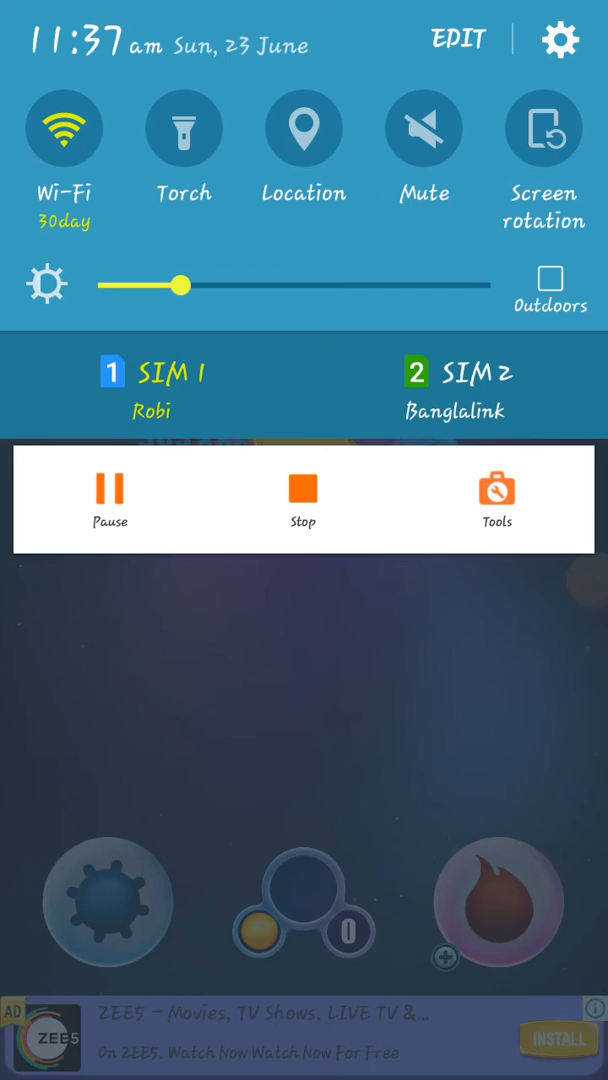 11:37 am Sun, 23 June
EDIT
Wi-Fi
30day
Torch
Location
Mute
Screen
rotation
Outdoors
1 SIM 1
Robi
2 SIM 2
Banglalink
Pause
Stop
Tools
0
AD
ZEE5
ZEE5 – Movies, TV Shows, LIVE TV &...
On ZEE5. Watch Now Watch Now For Free
INSTALL